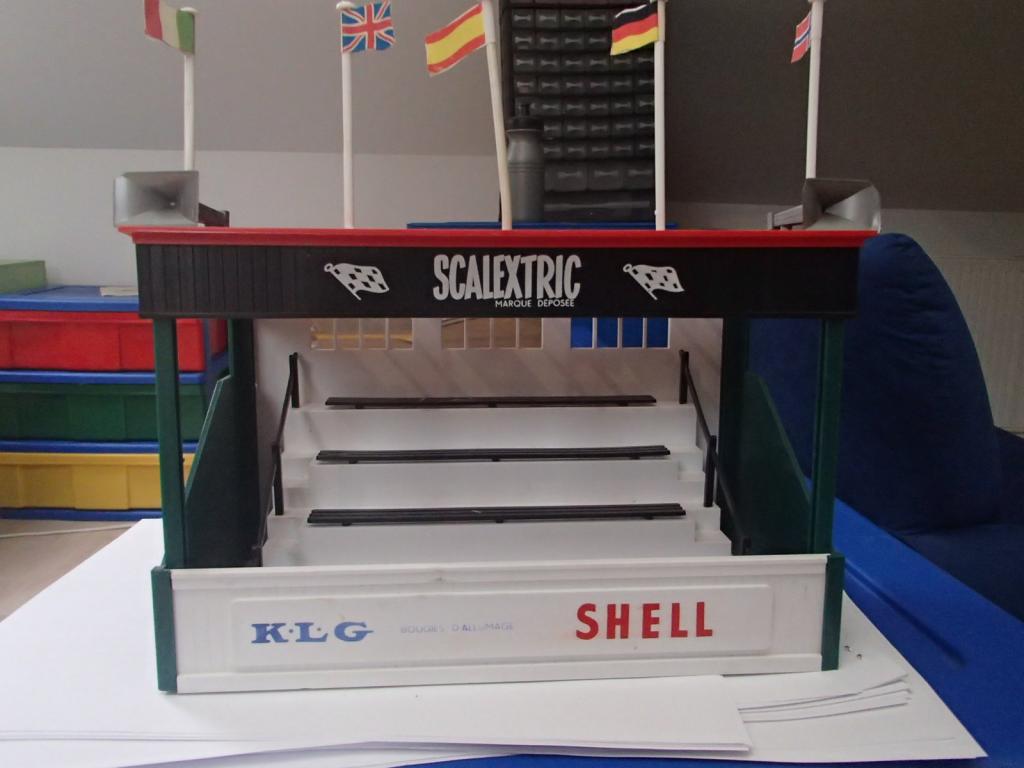 SCALEXTRIC
MARQUE DEPOSEE
K·L·G BOUGIES D'ALLUMAGE SHELL